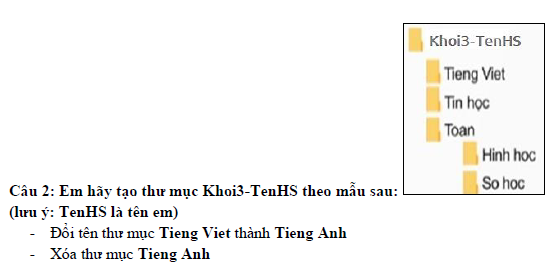 Khoi3-TenHS
Tieng Viet
Tin học
Toan
Hinh hoc
So hoc
Câu 2: Em hãy tạo thư mục Khoi3-TenHS theo mẫu sau:
(lưu ý: TenHS là tên em)
- Đổi tên thư mục Tieng Viet thành Tieng Anh
- Xóa thư mục Tieng Anh